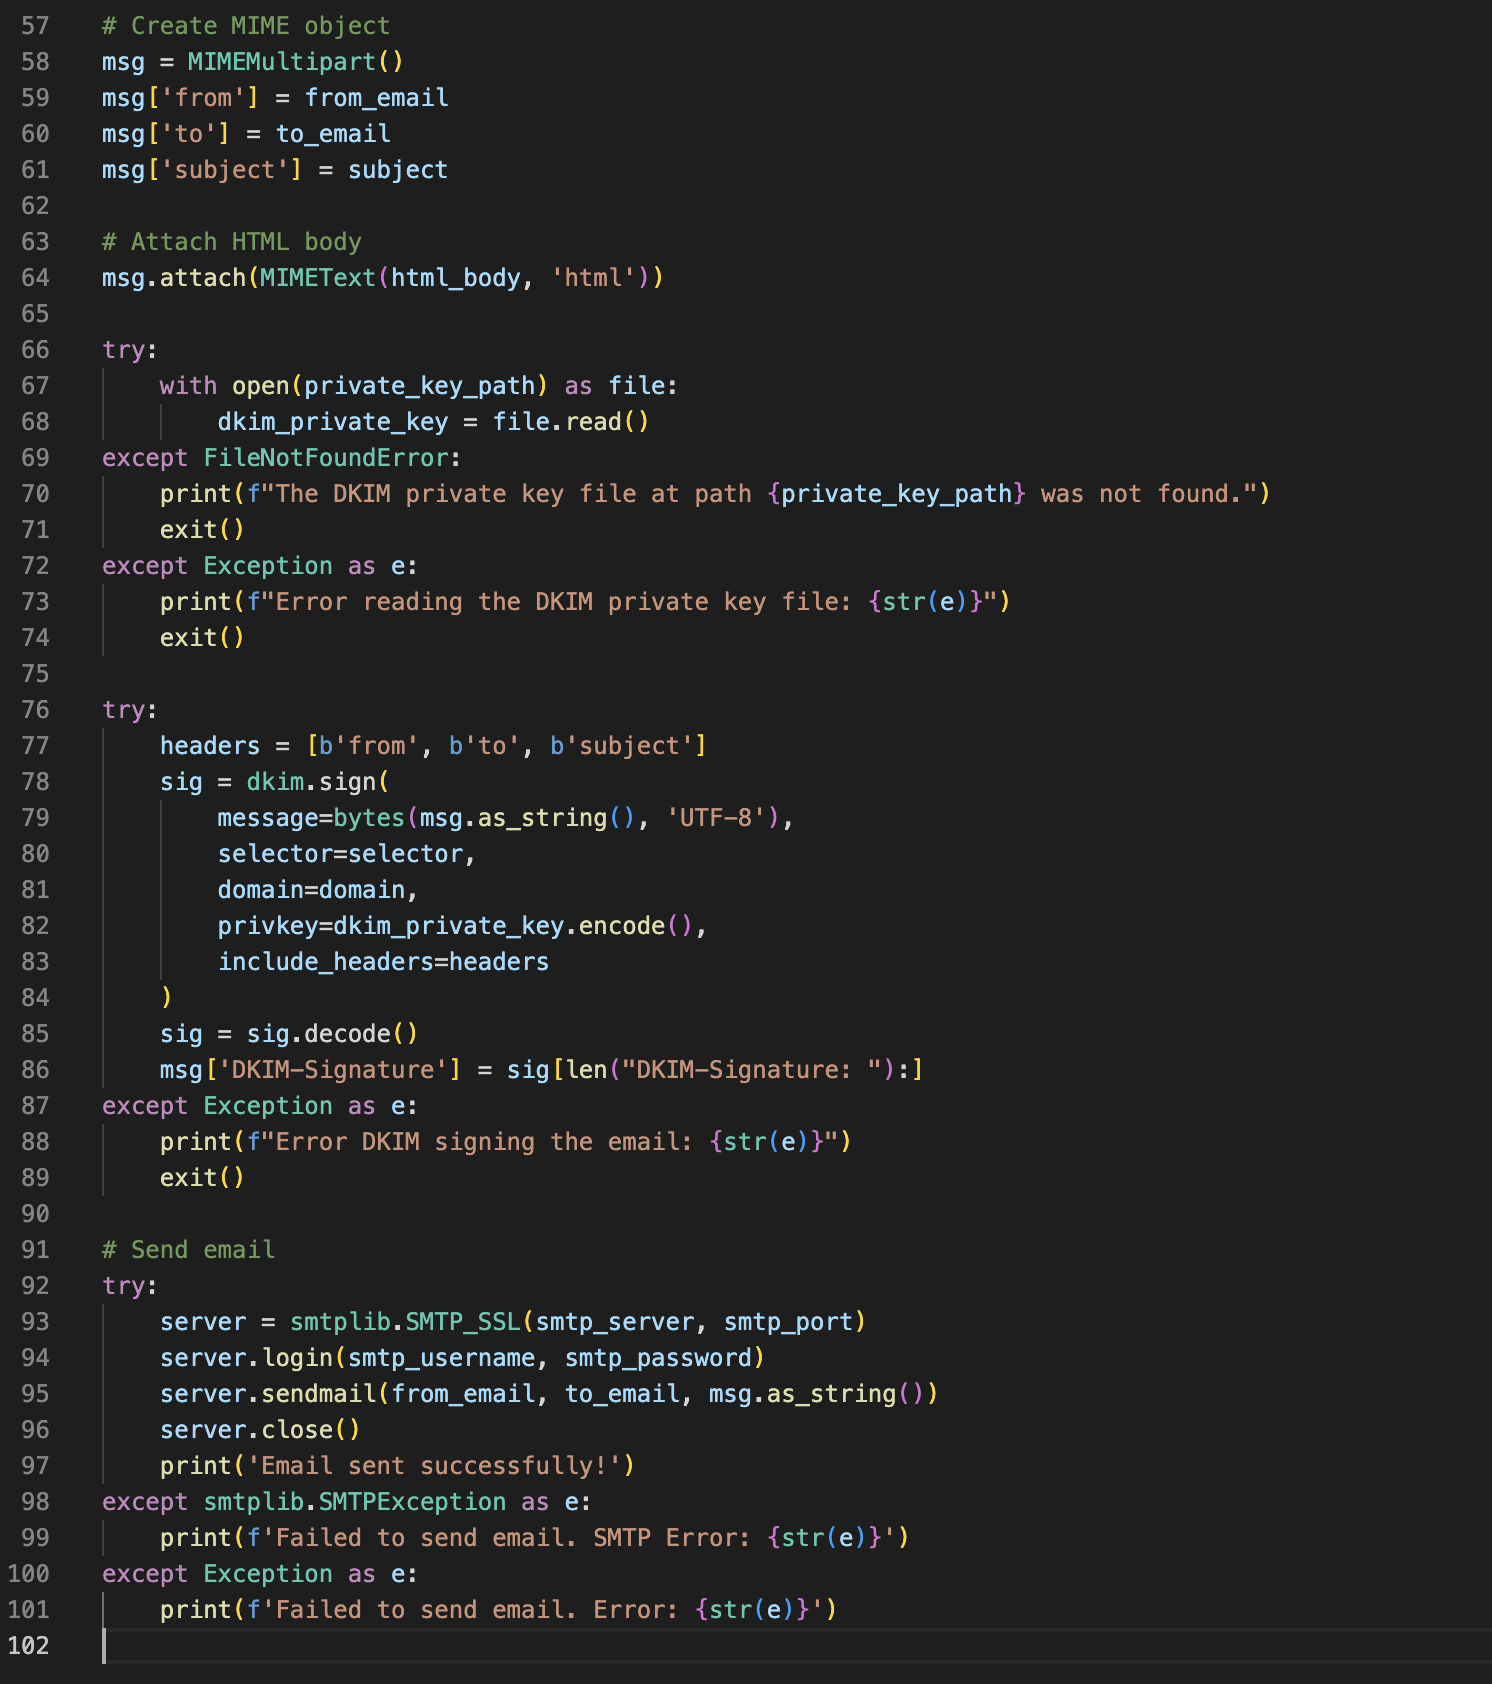 57 # Create MIME object
58 msg = MIMEMultipart()
59 msg['from'] = from_email
60 msg['to'] = to_email
61 msg['subject'] = subject
62
63 # Attach HTML body
64 msg.attach(MIMEText(html_body, 'html'))
65
66 try:
67     with open(private_key_path) as file:
68         dkim_private_key = file.read()
69 except FileNotFoundError:
70     print(f"The DKIM private key file at path {private_key_path} was not found.")
71     exit()
72 except Exception as e:
73     print(f"Error reading the DKIM private key file: {str(e)}")
74     exit()
75
76 try:
77     headers = [b'from', b'to', b'subject']
78     sig = dkim.sign(
79         message=bytes(msg.as_string(), 'UTF-8'),
80         selector=selector,
81         domain=domain,
82         privkey=dkim_private_key.encode(),
83         include_headers=headers
84     )
85     sig = sig.decode()
86     msg['DKIM-Signature'] = sig[len("DKIM-Signature: "):]
87 except Exception as e:
88     print(f"Error DKIM signing the email: {str(e)}")
89     exit()
90
91 # Send email
92 try:
93     server = smtplib.SMTP_SSL(smtp_server, smtp_port)
94     server.login(smtp_username, smtp_password)
95     server.sendmail(from_email, to_email, msg.as_string())
96     server.close()
97     print('Email sent successfully!')
98 except smtplib.SMTPException as e:
99     print(f'Failed to send email. SMTP Error: {str(e)}')
100 except Exception as e:
101     print(f'Failed to send email. Error: {str(e)}')
102